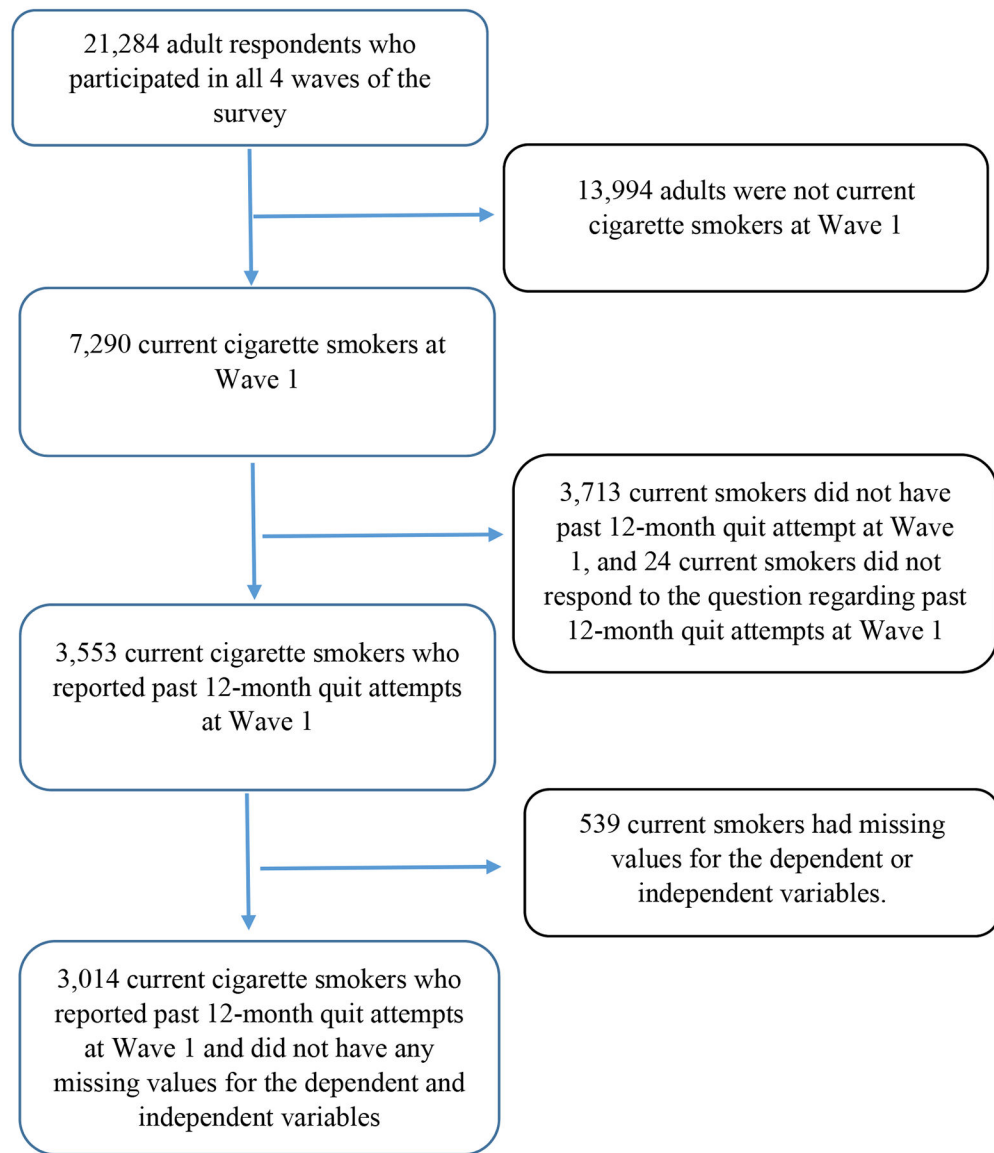 21,284 adult respondents who
participated in all 4 waves of the
survey
13,994 adults were not current
cigarette smokers at Wave 1
7,290 current cigarette smokers at
Wave 1
3,713 current smokers did not have
past 12-month quit attempt at Wave
1, and 24 current smokers did not
respond to the question regarding past
12-month quit attempts at Wave 1
3,553 current cigarette smokers who
reported past 12-month quit attempts
at Wave 1
539 current smokers had missing
values for the dependent or
independent variables.
3,014 current cigarette smokers who
reported past 12-month quit attempts
at Wave 1 and did not have any
missing values for the dependent and
independent variables